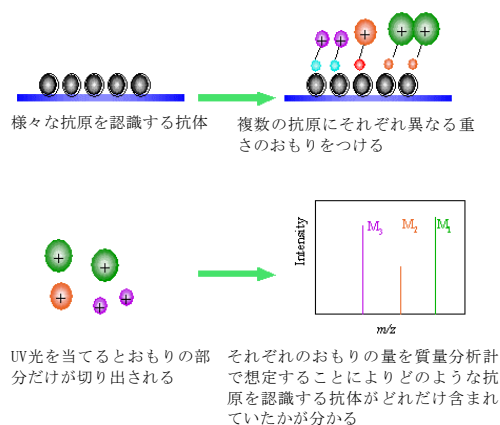 様々な抗原を認識する抗体
複数の抗原にそれぞれ異なる重
さのおもりをつける
UV光を当てるとおもりの部
分だけが切り出される
Intensity
M3
M2
M1
m/z
それぞれのおもりの量を質量分析計
で想定することによりどのような抗
原を認識する抗体がどれだけ含まれ
ていたかが分かる